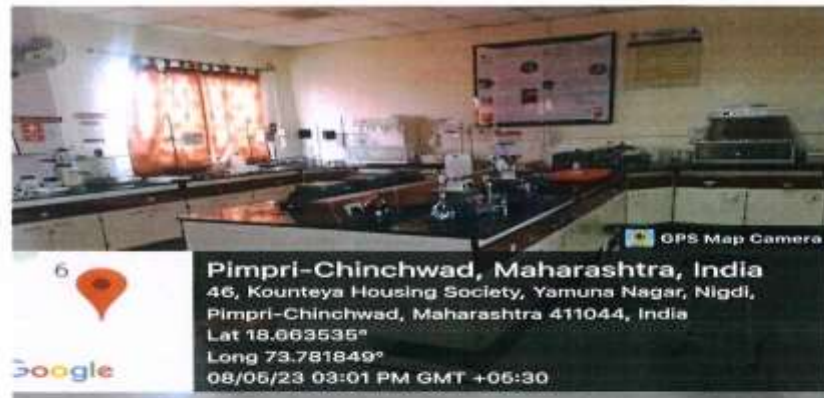 GPS Map Camera
6
Google
Pimpri-Chinchwad, Maharashtra, India
46, Kounteya Housing Society, Yamuna Nagar, Nigdi,
Pimpri-Chinchwad, Maharashtra 411044, India
Lat 18.663535°
Long 73.781849°
08/05/23 03:01 PM GMT +05:30